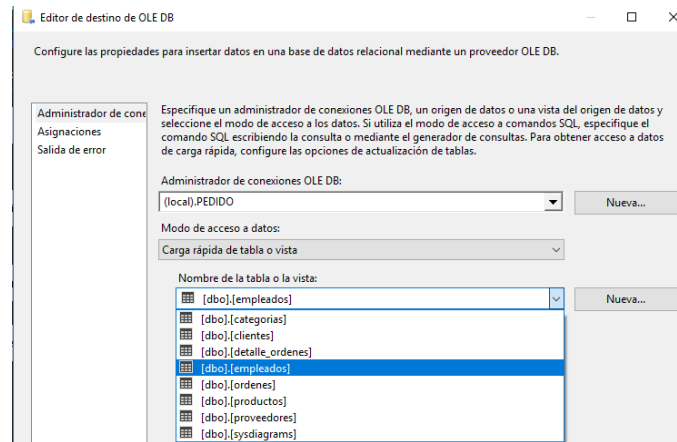 Editor de destino de OLE DB
Configure las propiedades para insertar datos en una base de datos relacional mediante un proveedor OLE DB.
Administrador de cone
Asignaciones
Salida de error
Especifique un administrador de conexiones OLE DB, un origen de datos o una vista del origen de datos y
seleccione el modo de acceso a los datos. Si utiliza el modo de acceso a comandos SQL, especifique el
comando SQL escribiendo la consulta o mediante el generador de consultas. Para obtener acceso a datos
de carga rápida, configure las opciones de actualización de tablas.
Administrador de conexiones OLE DB:
(local).PEDIDO
Nueva...
Modo de acceso a datos:
Carga rápida de tabla o vista
Nombre de la tabla o la vista:
[dbo].[empleados]
Nueva...
[dbo].[categorias]
[dbo].[clientes]
[dbo].[detalle_ordenes]
[dbo].[empleados]
[dbo].[ordenes]
[dbo].[productos]
[dbo].[proveedores]
[dbo].[sysdiagrams]